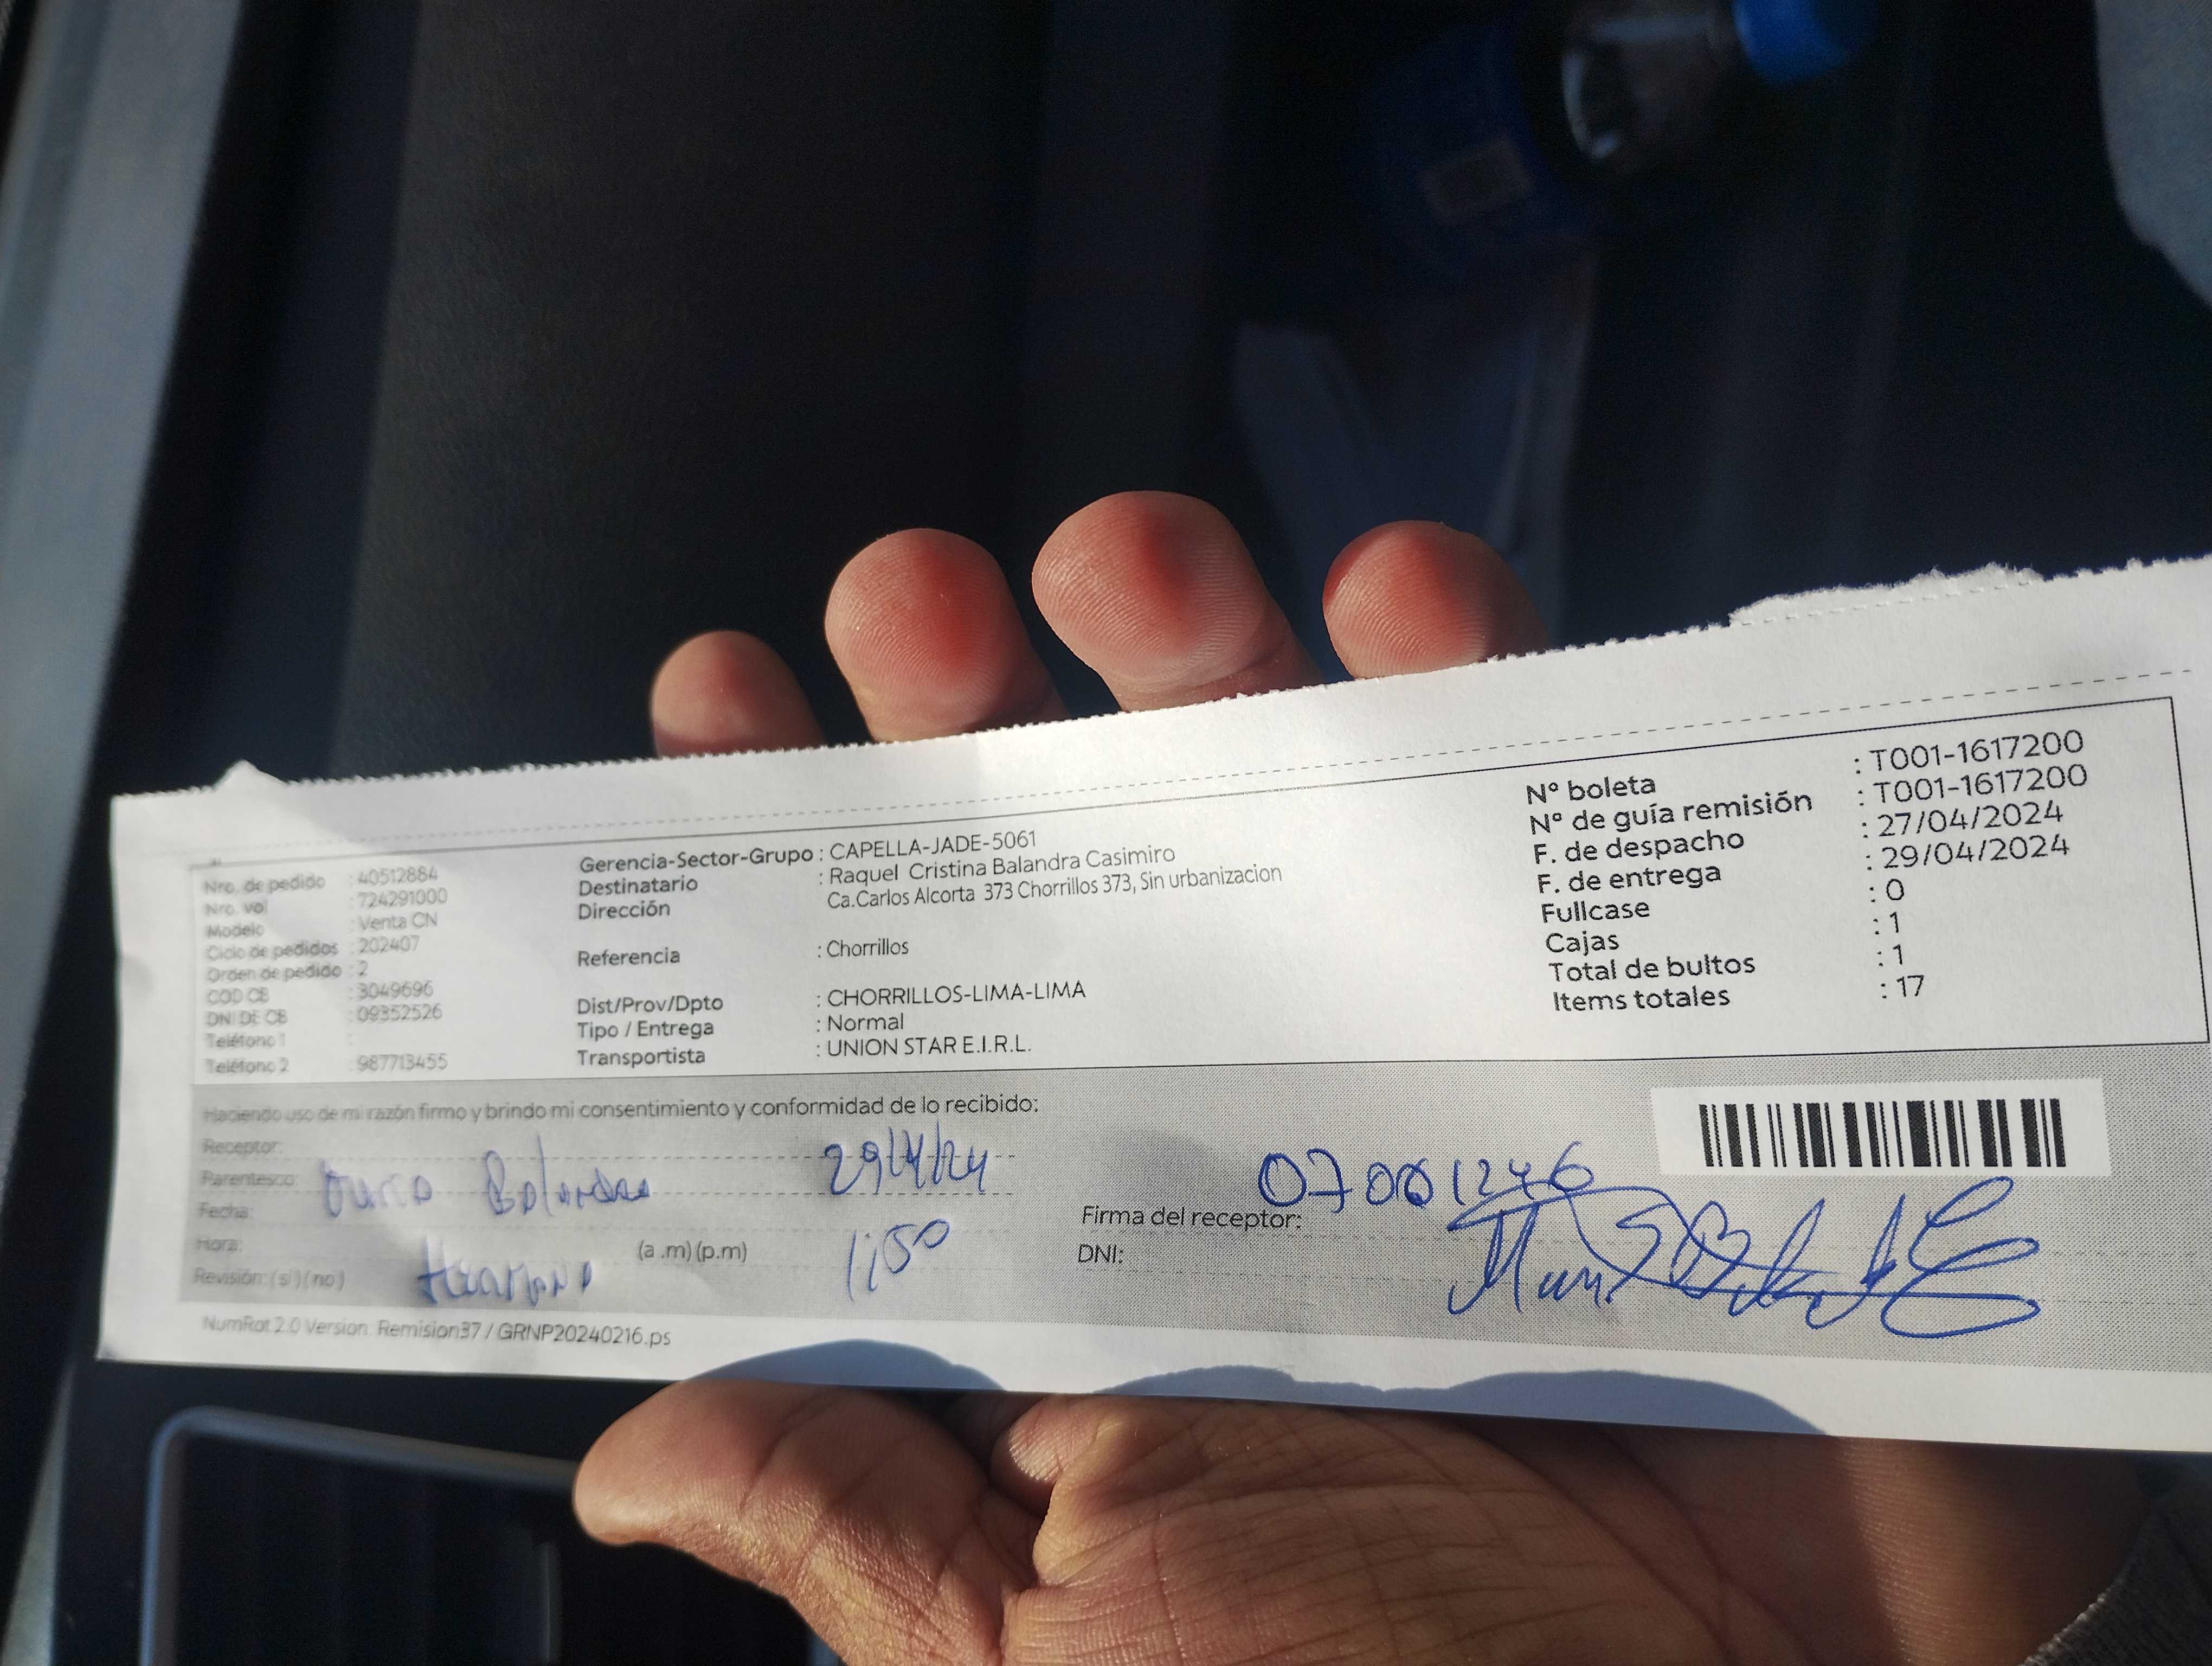 Nro. de pedido : 40512884
Nro. vol : 724291000
Modelo : Venta CN
Ciclo de pedidos : 202407
Orden de pedido : 2
COD CB : 3049696
DNI DE CB : 09352526
Teléfono 1 :
Teléfono 2 : 987713455
Gerencia-Sector-Grupo : CAPELLA-JADE-5061
Destinatario : Raquel Cristina Balandra Casimiro
Dirección Ca.Carlos Alcorta 373 Chorrillos 373, Sin urbanizacion
Referencia : Chorrillos
Dist/Prov/Dpto : CHORRILLOS-LIMA-LIMA
Tipo / Entrega : Normal
Transportista : UNION STAR E.I.R.L.
N° boleta : T001-1617200
N° de guía remisión : T001-1617200
F. de despacho : 27/04/2024
F. de entrega : 29/04/2024
Fullcase : 0
Cajas : 1
Total de bultos : 1
Items totales : 17
Haciendo uso de mi razón firmo y brindo mi consentimiento y conformidad de lo recibido:
Receptor:
Parentesco: 29/4/24
Fecha:
Hora: (a.m)(p.m) 1:50
Revisión: (si)(no)
07001246
Firma del receptor:
DNI:
NumRot 2.0 Version: Remision37 / GRNP20240216.ps